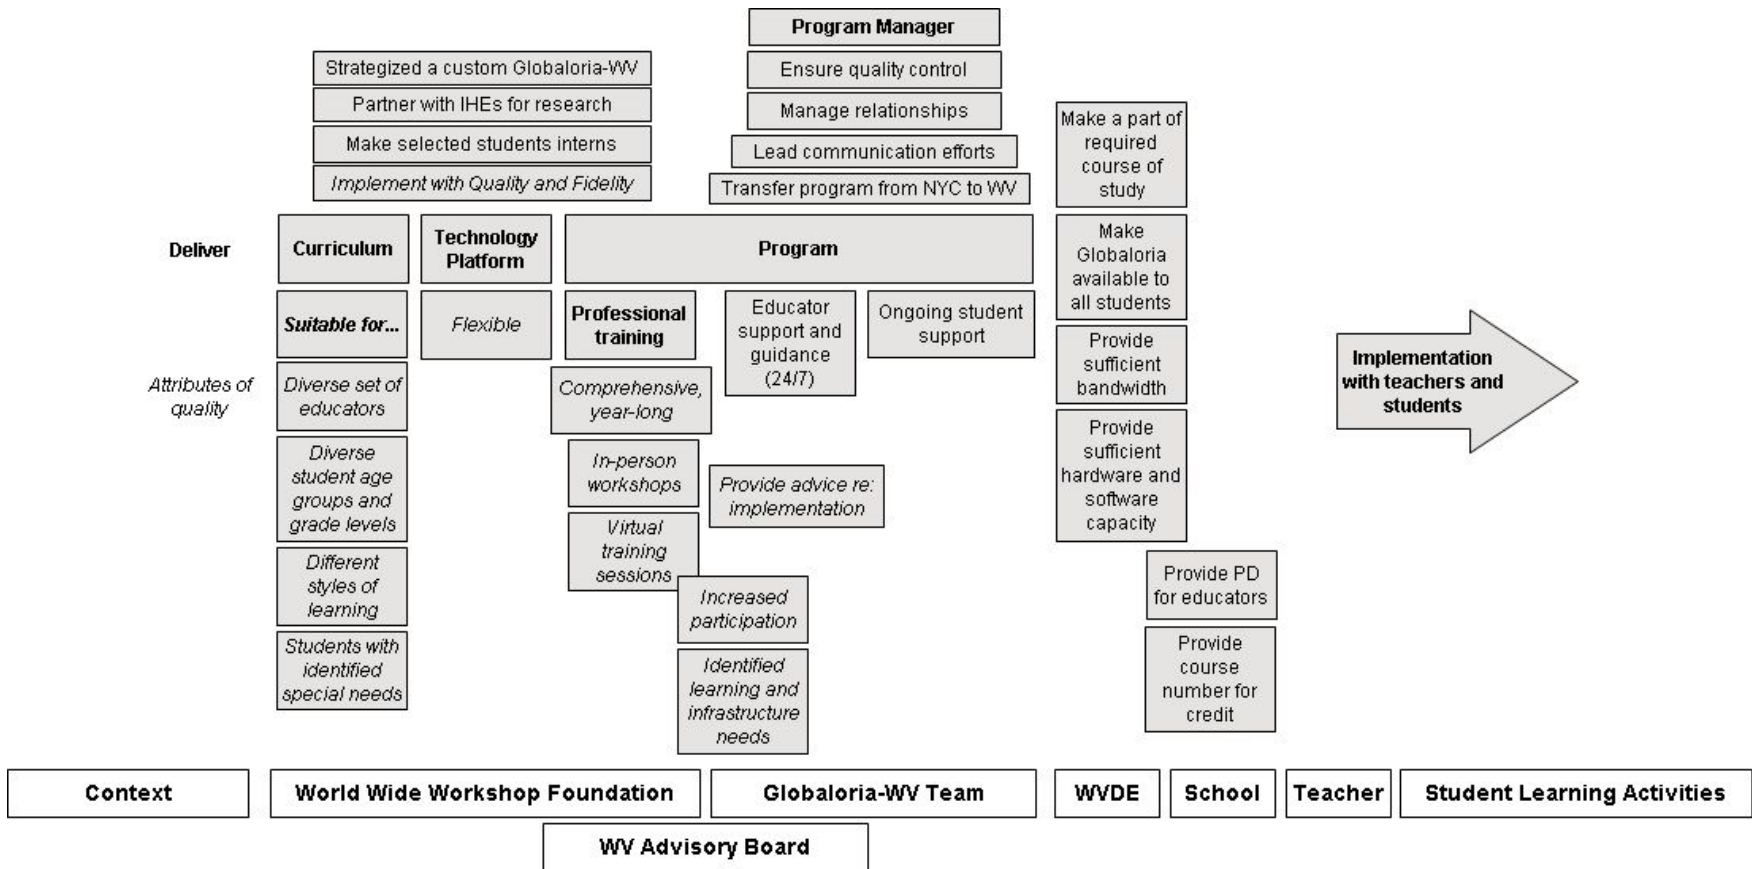 Program Manager
Strategized a custom Globaloria-WV
Partner with IHEs for research
Make selected students interns
Implement with Quality and Fidelity
Ensure quality control
Manage relationships
Lead communication efforts
Transfer program from NYC to WV
Make a part of
required
course of
study
Deliver
Curriculum
Technology
Platform
Program
Make
Globaloria
available to
all students
Suitable for...
Flexible
Professional
training
Educator
support and
guidance
(24/7)
Ongoing student
support
Provide
sufficient
bandwidth
Implementation
with teachers and
students
Attributes of
quality
Diverse set of
educators
Comprehensive,
year-long
Provide
sufficient
hardware and
software
capacity
Diverse
student age
groups and
grade levels
In-person
workshops
Provide advice re:
implementation
Virtual
training
sessions
Different
styles of
learning
Increased
participation
Provide PD
for educators
Students with
identified
special needs
Identified
learning and
infrastructure
needs
Provide
course
number for
credit
Context
World Wide Workshop Foundation
Globaloria-WV Team
WVDE
School
Teacher
Student Learning Activities
WV Advisory Board